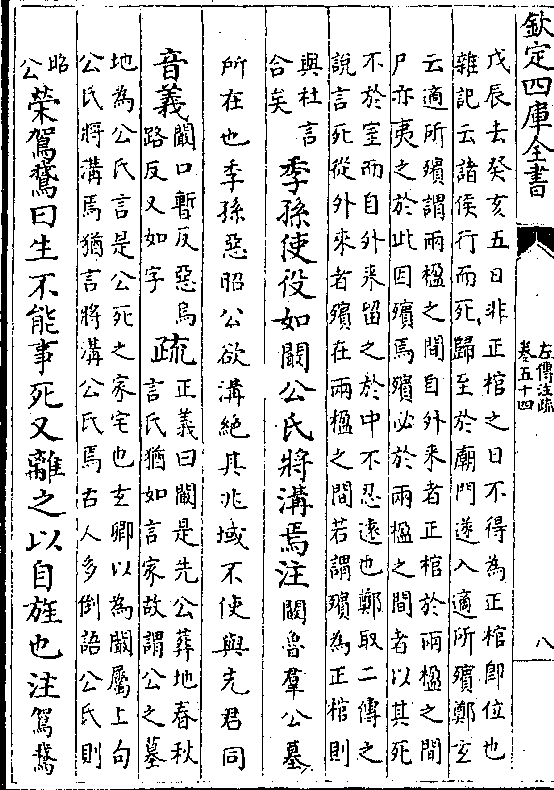 欽定四庫全書
左傳注疏
卷五十四
八
戊辰去癸亥五日非正棺之日不得為正棺即位也
雜記云諸侯行而死歸至於廟門遂入適所殯鄭玄
云適所殯謂兩楹之間自外來者正棺於兩楹之間
尸亦夷之於此因殯焉殯必於兩楹之間者以其死
不於室而自外來留之於中不忍遠也鄭取二傳之
說言死從外來者殯在兩楹之間若謂殯為正棺則
與杜言
合矣
季孫使役如闞公氏將溝焉注闞魯羣公墓
所在也季孫惡昭公欲溝絕其兆域不使與先君同
音義闞口暫反惡烏
路反又如字
疏正義曰闞是先公葬地春秋
言氏猶如言家故謂公之墓
地為公氏言是公死之家宅也玄卿以為闞屬上句
公氏將溝焉猶言將溝公氏焉古人多倒語公氏則
昭
公
榮駕鵞曰生不能事死又離之以自旌也注駕鵞